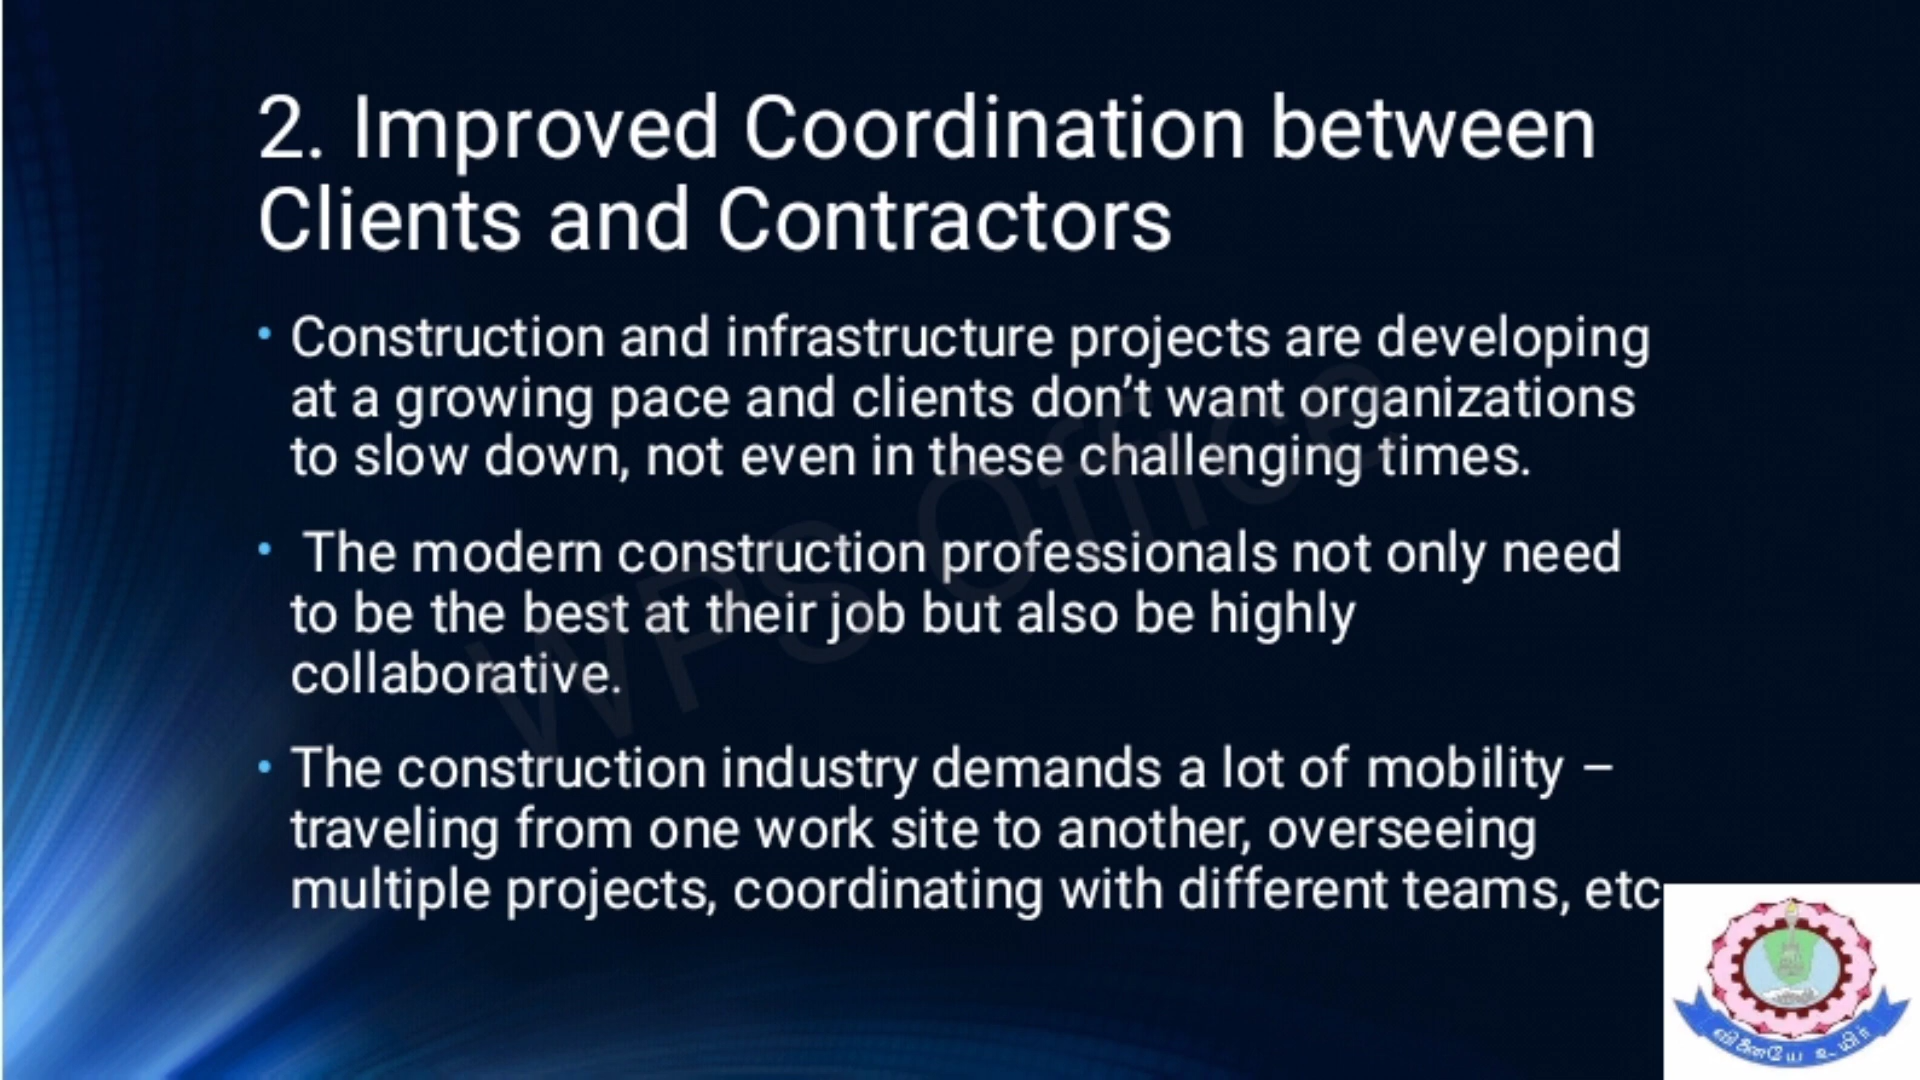 2. Improved Coordination between
Clients and Contractors
• Construction and infrastructure projects are developing
at a growing pace and clients don’t want organizations
to slow down, not even in these challenging times.
• The modern construction professionals not only need
to be the best at their job but also be highly
collaborative.
• The construction industry demands a lot of mobility –
traveling from one work site to another, overseeing
multiple projects, coordinating with different teams, etc
WPS Office
வினையே உயிர்